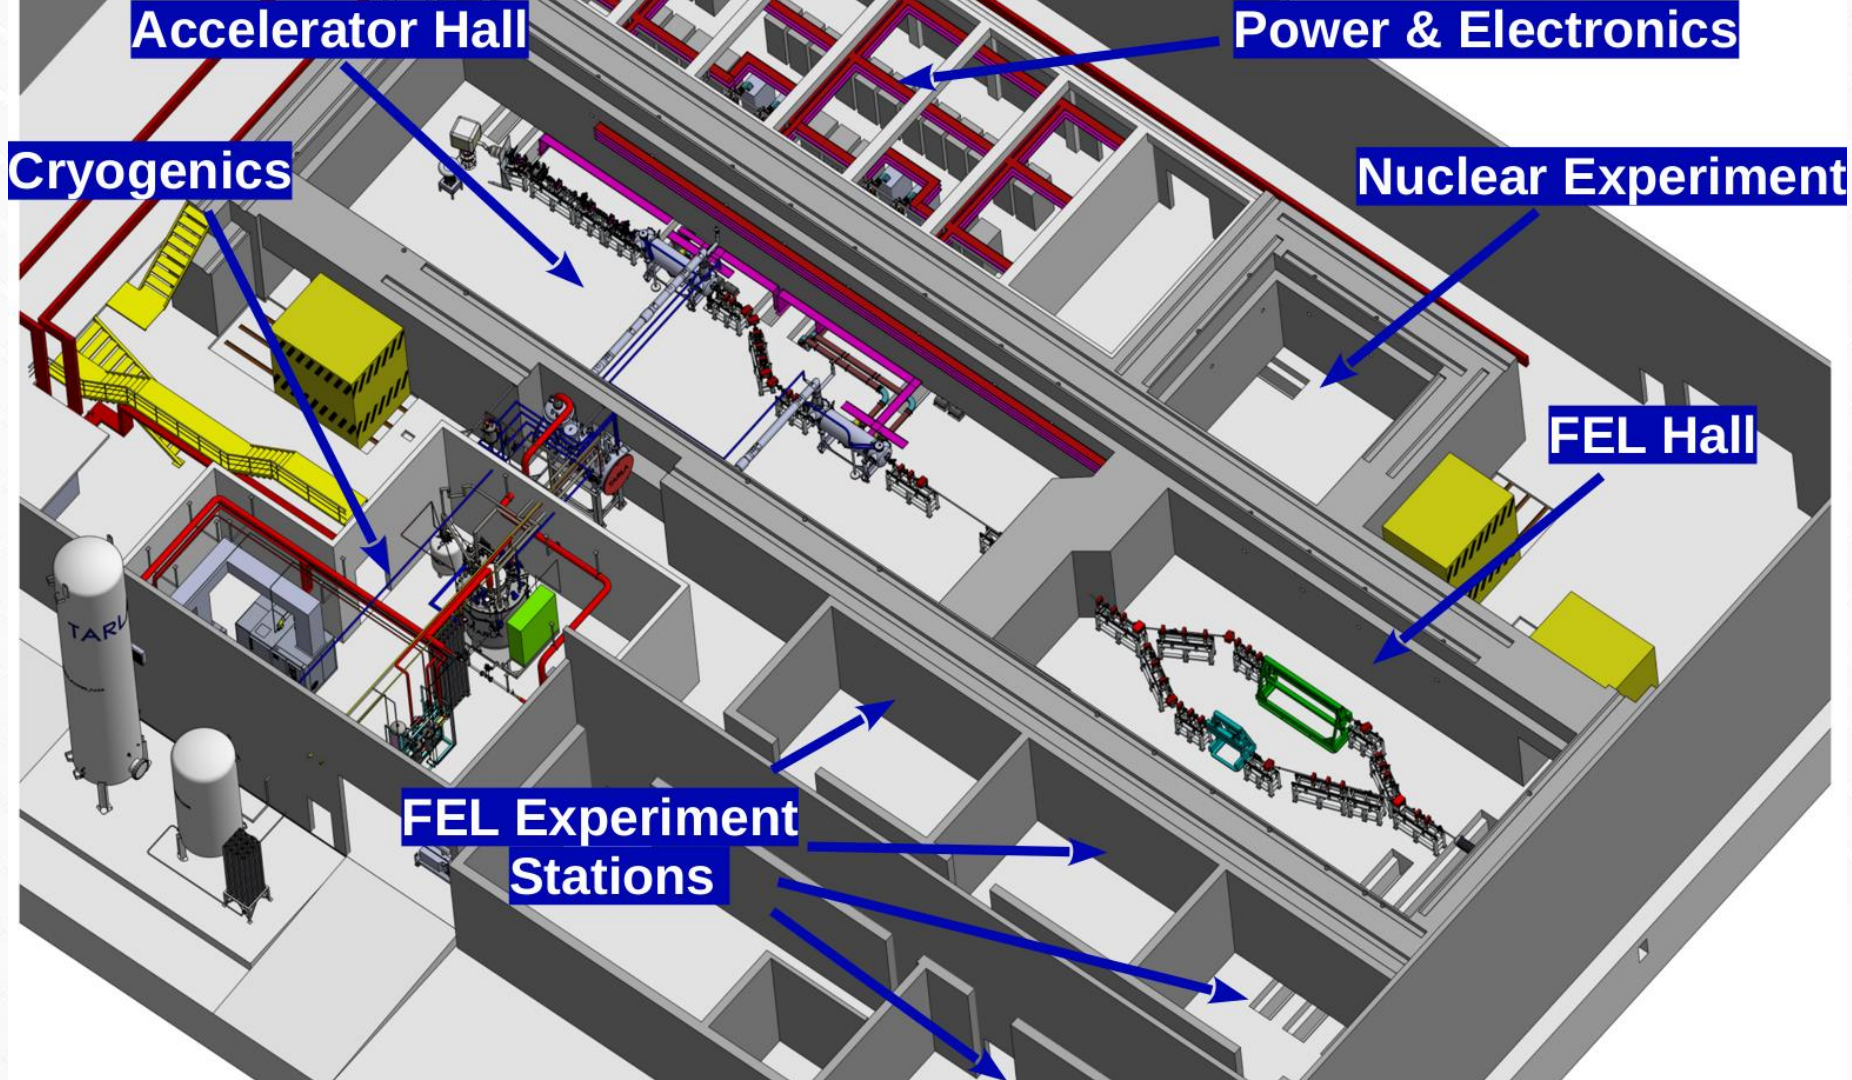 Accelerator Hall
Power & Electronics
Cryogenics
Nuclear Experiment
FEL Hall
TARLA
FEL Experiment
Stations